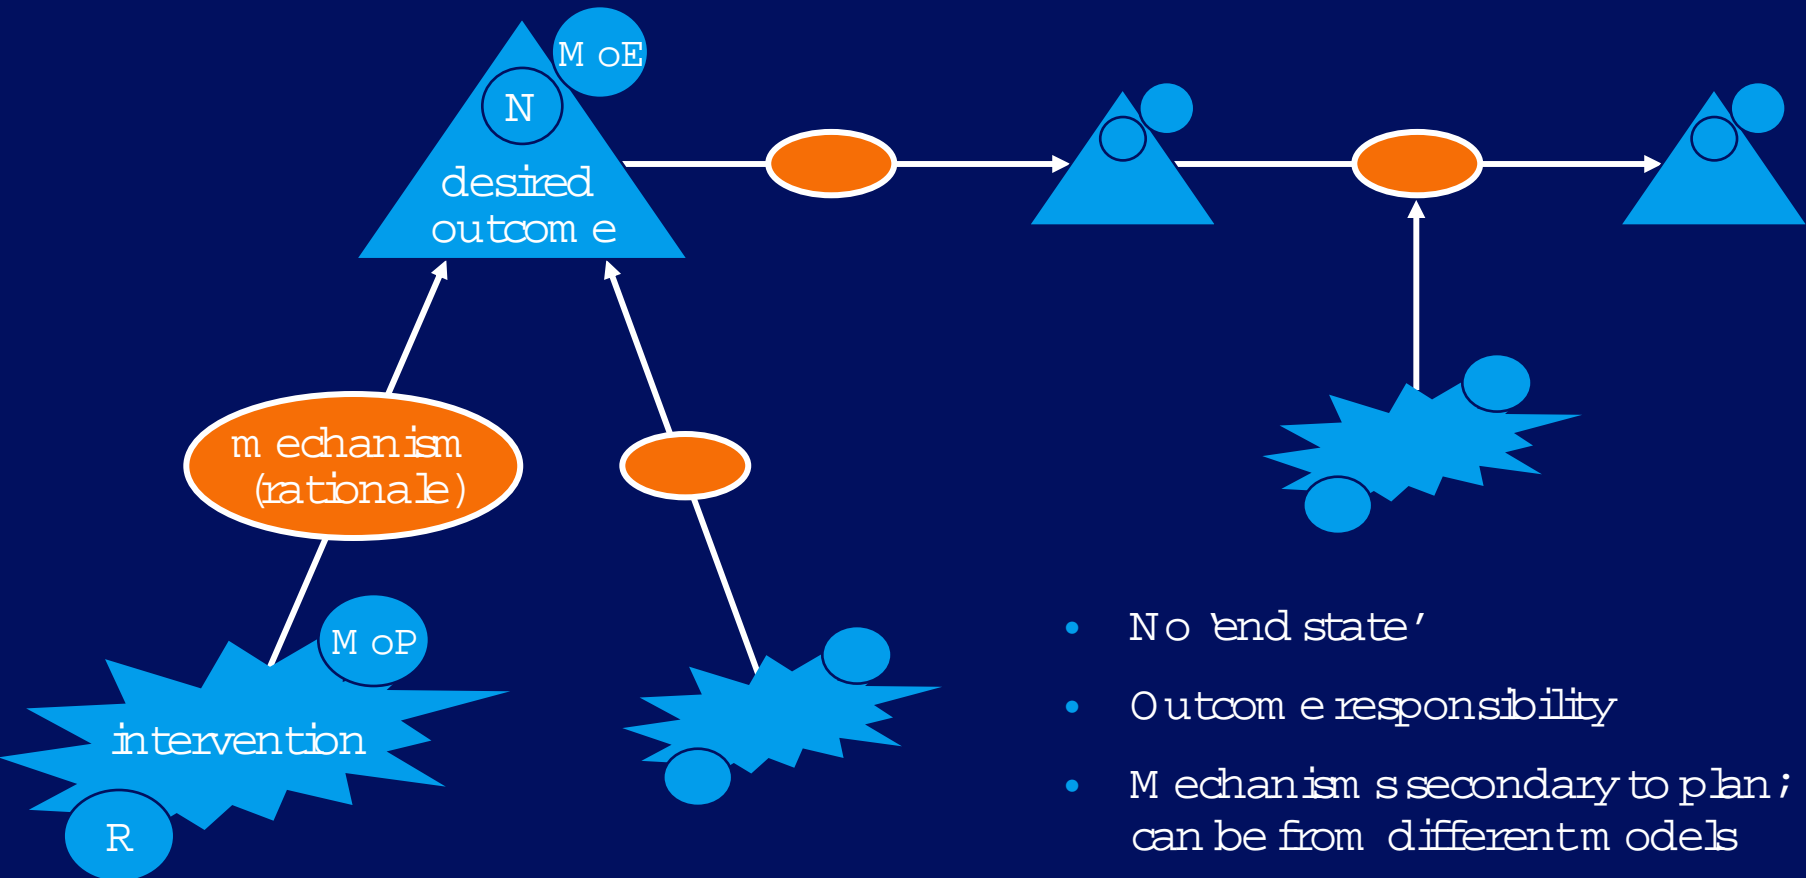 MoE
N
desired
outcome
mechanism
(rationale)
MoP
intervention
R
• No 'end state'
• Outcome responsibility
• Mechanisms secondary to plan;
can be from different models